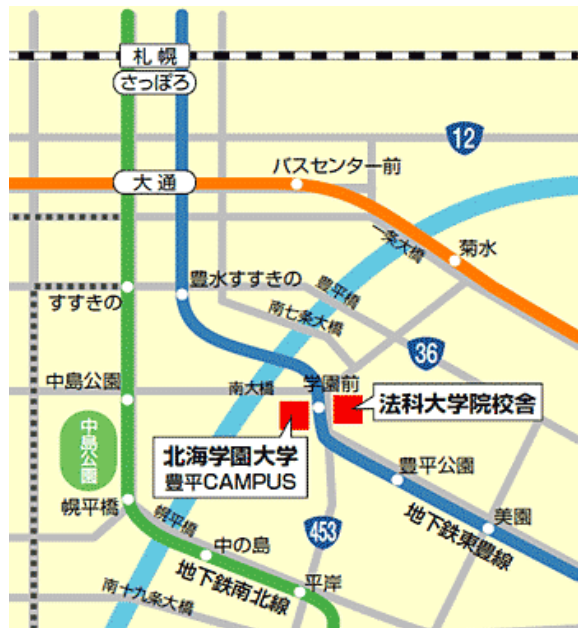 札幌
さっぽろ
12
バスセンター前
大通
一条大橋
菊水
豊水すすきの
豊平橋
すすきの
南七条大橋
36
中島公園
南大橋
学園前
法科大学院校舎
中島公園
北海学園大学
豊平CAMPUS
豊平公園
幌平橋
幌平橋
453
美園
地下鉄東豊線
中の島
地下鉄南北線
平岸
南十九条大橋